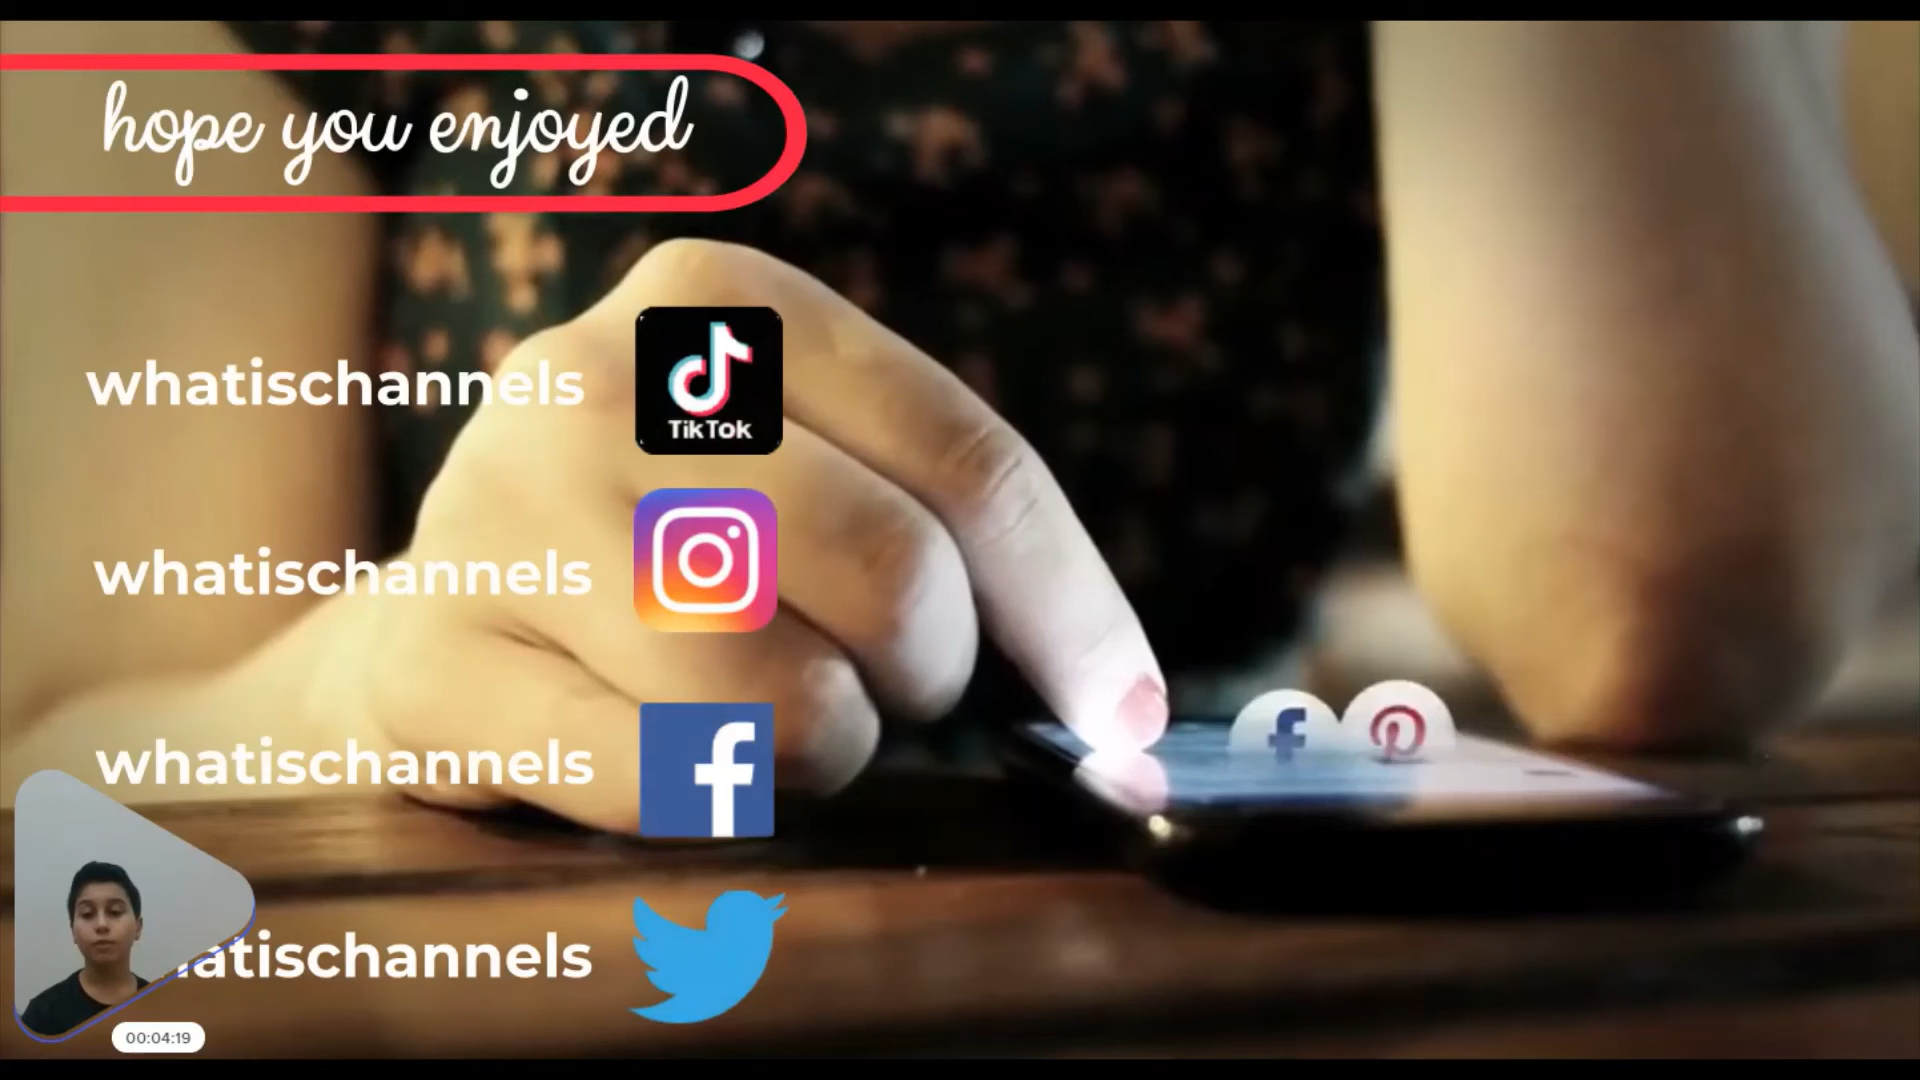 hope you enjoyed
whatischannels
TikTok
whatischannels
whatischannels
atischannels
00:04:19